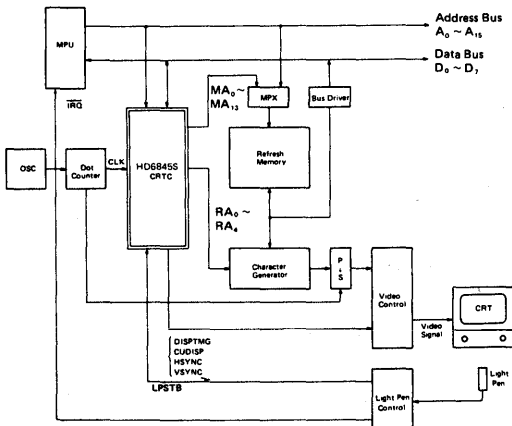 MPU
Address Bus
A₀ ~ A₁₅
Data Bus
D₀ ~ D₇
IRQ
MA₀ ~
MA₁₃
MPX
Bus Driver
OSC
Dot
Counter
CLK
HD6845S
CRTC
Refresh
Memory
RA₀ ~
RA₄
Character
Generator
P
↓
S
Video
Control
CRT
Video
Signal
DISPTMG
CUDISP
HSYNC
VSYNC
LPSTB
Light Pen
Control
Light
Pen